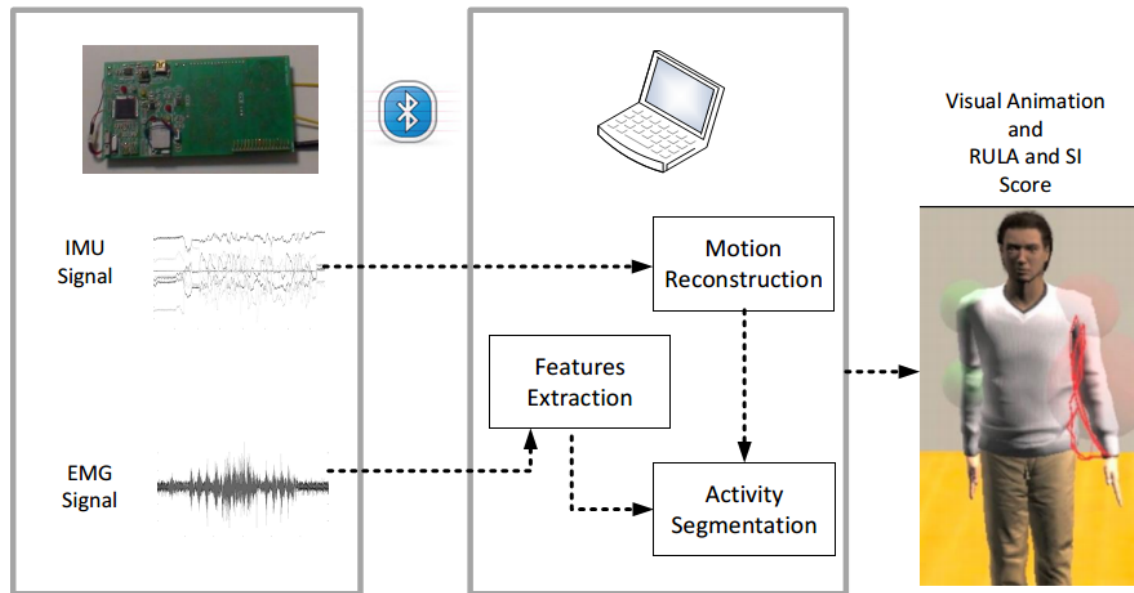 Visual Animation
and
RULA and SI
Score
IMU
Signal
Motion
Reconstruction
Features
Extraction
EMG
Signal
Activity
Segmentation